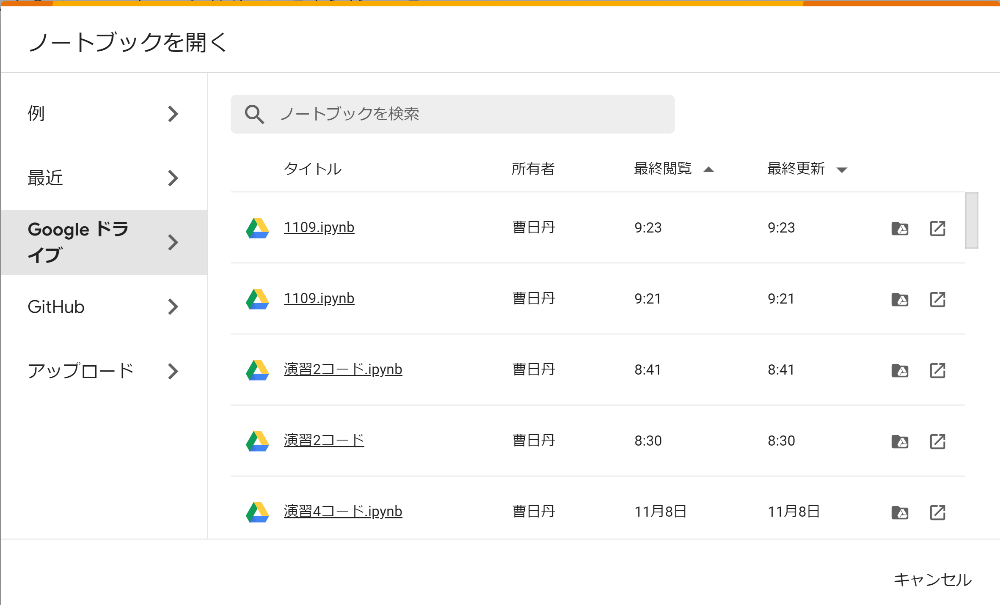 ノートブックを開く
例
最近
Google ドラ
イブ
GitHub
アップロード
ノートブックを検索
タイトル 所有者 最終閲覧 最終更新
1109.ipynb 曹日丹 9:23 9:23
1109.ipynb 曹日丹 9:21 9:21
演習2コード.ipynb 曹日丹 8:41 8:41
演習2コード 曹日丹 8:30 8:30
演習4コード.ipynb 曹日丹 11月8日 11月8日
キャンセル